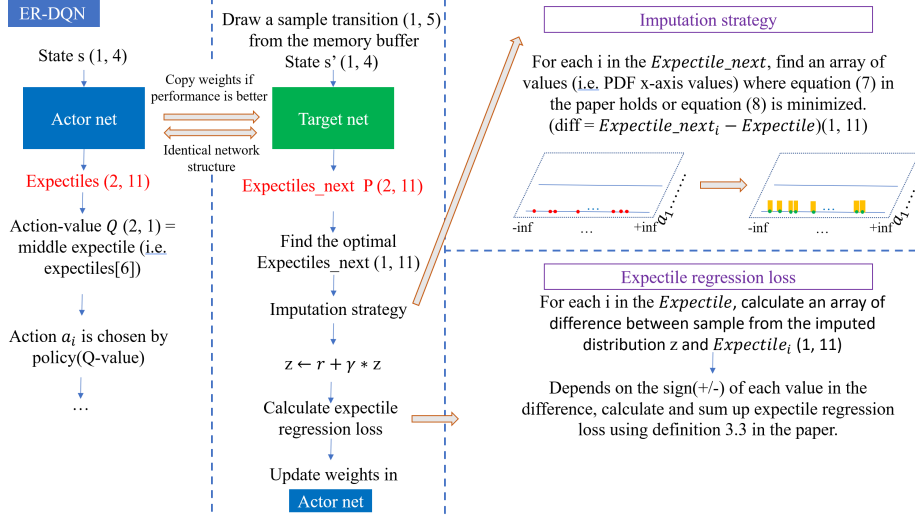 ER-DQN
State s (1, 4)
Actor net
Expectiles (2, 11)
Action-value Q (2, 1) =
middle expectile (i.e.
expectiles[6])
Action a_i is chosen by
policy(Q-value)
…
Copy weights if
performance is better
Identical network
structure
Draw a sample transition (1, 5)
from the memory buffer
State s’ (1, 4)
Target net
Expectiles_next P (2, 11)
Find the optimal
Expectiles_next (1, 11)
Imputation strategy
z ← r + γ * z
Calculate expectile
regression loss
Update weights in
Actor net
Imputation strategy
For each i in the Expectile_next, find an array of
values (i.e. PDF x-axis values) where equation (7) in
the paper holds or equation (8) is minimized.
(diff = Expectile_next_i − Expectile)(1, 11)
...
-inf
...
+inf
a_1 ......
...
-inf
...
+inf
a_1 ......
Expectile regression loss
For each i in the Expectile, calculate an array of
difference between sample from the imputed
distribution z and Expectile_i (1, 11)
Depends on the sign(+/-) of each value in the
difference, calculate and sum up expectile regression
loss using definition 3.3 in the paper.